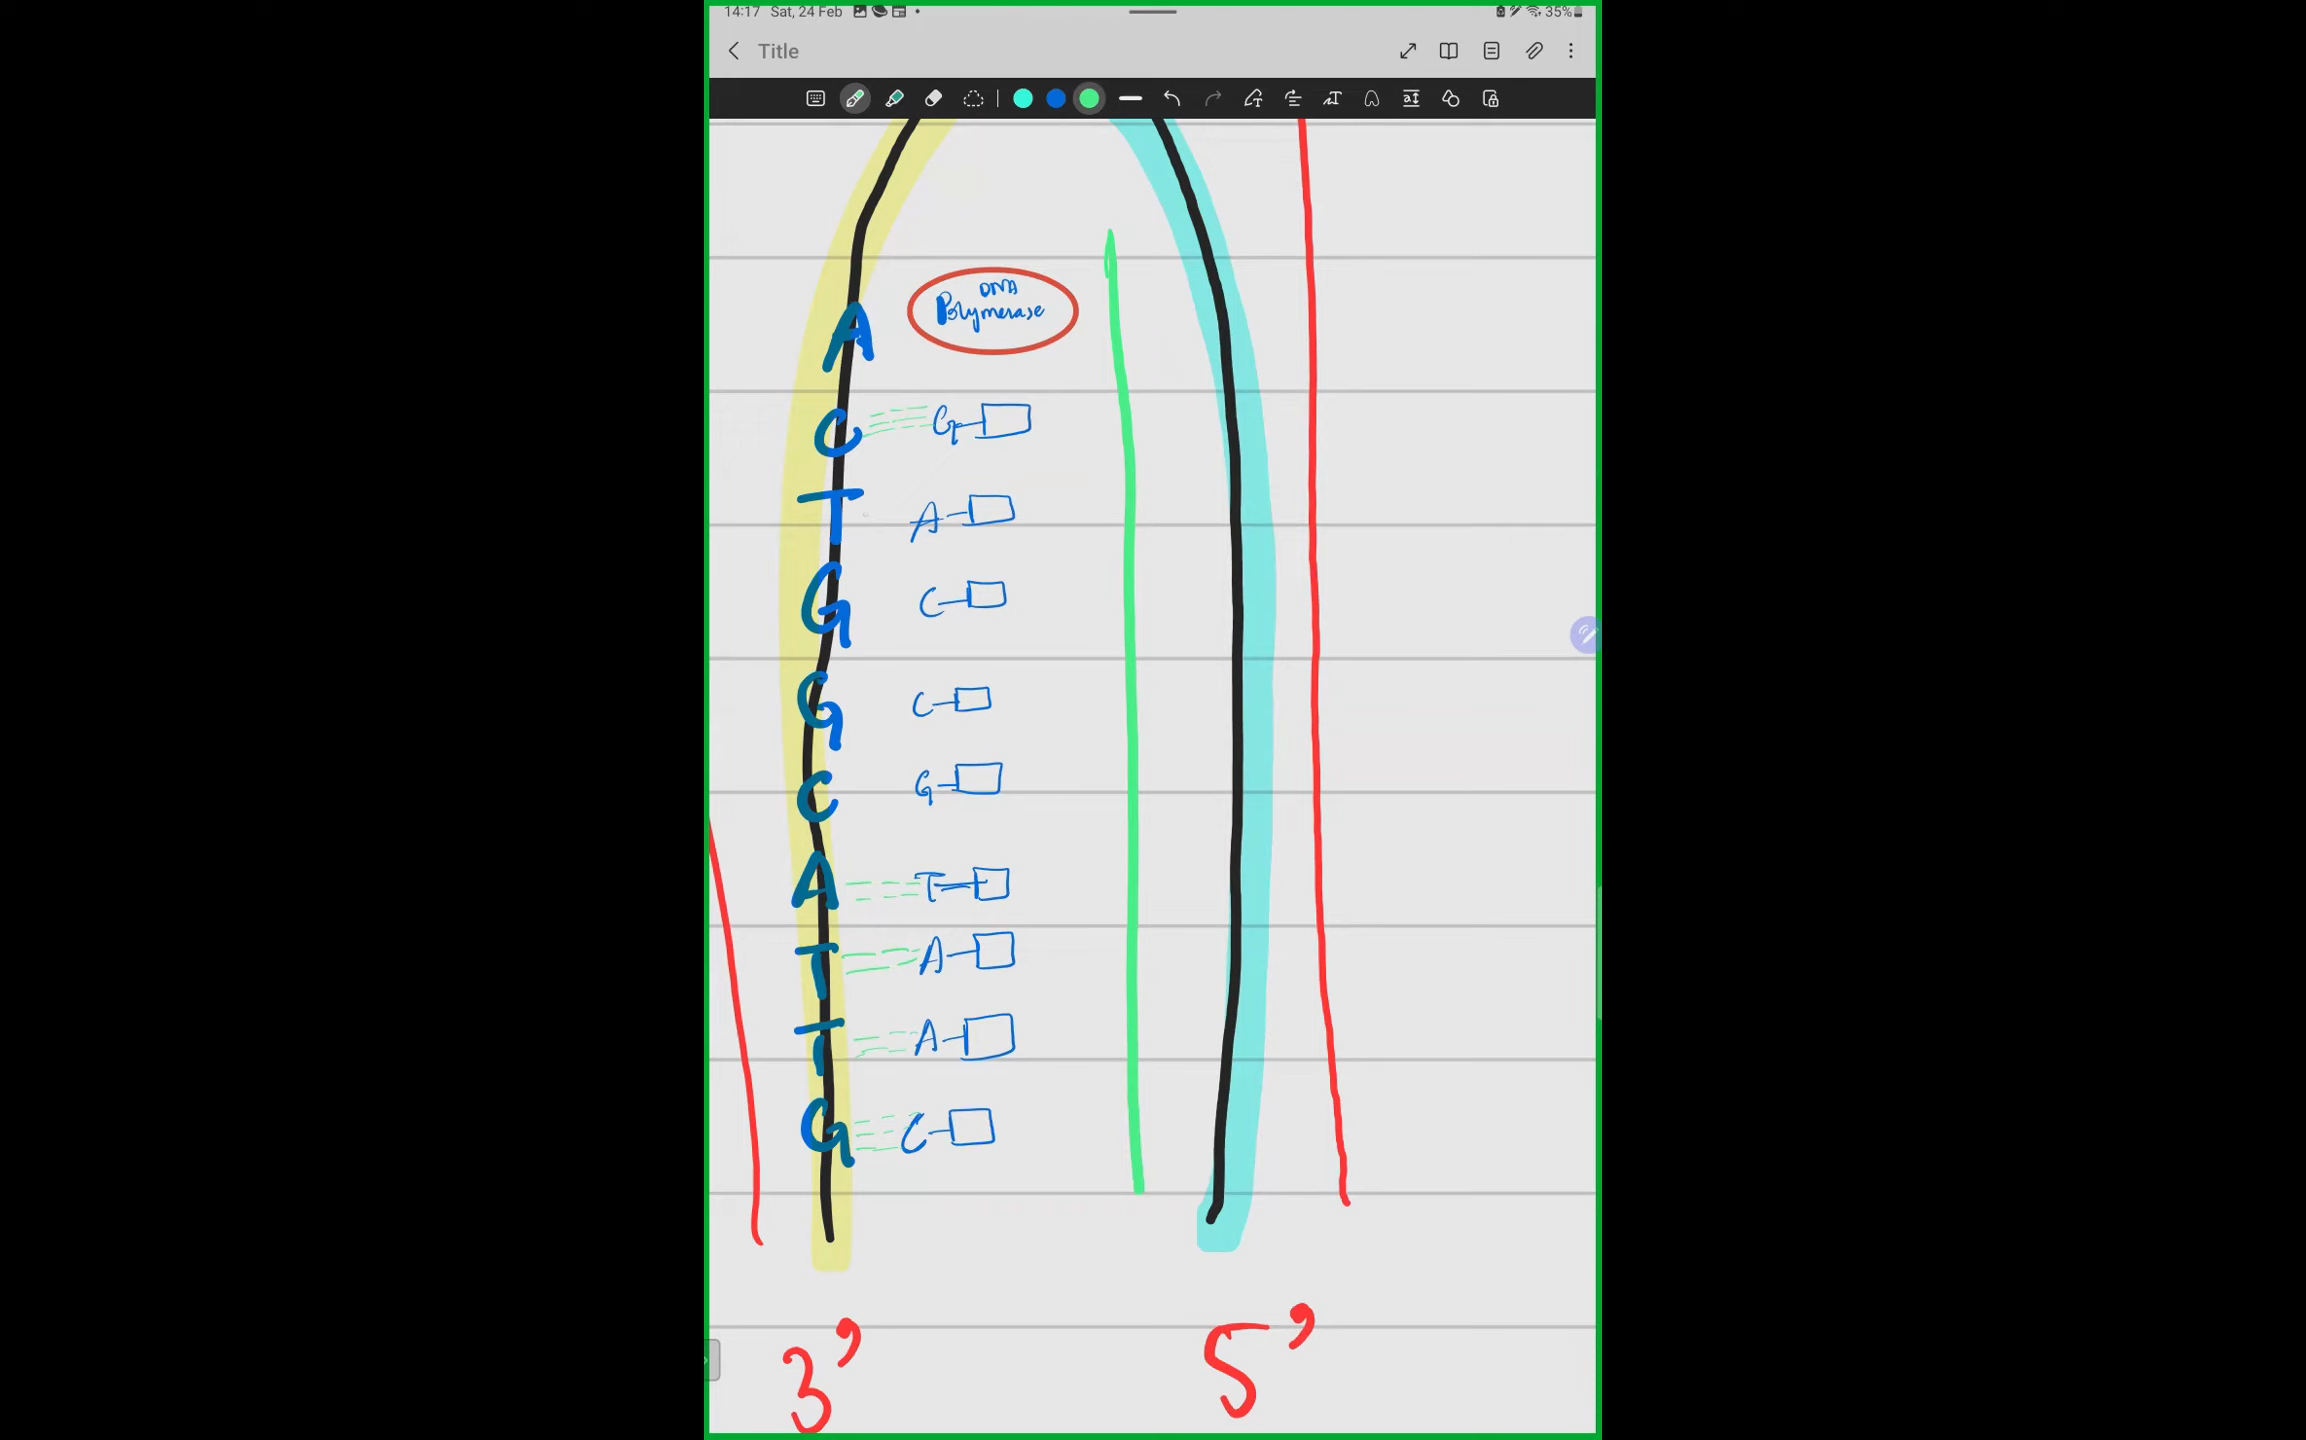 14:17 Sat, 24 Feb
35%
Title
DNA
Polymerase
A
C G
T A
G C
G C
C G
A T
T A
T A
G C
3’ 5’